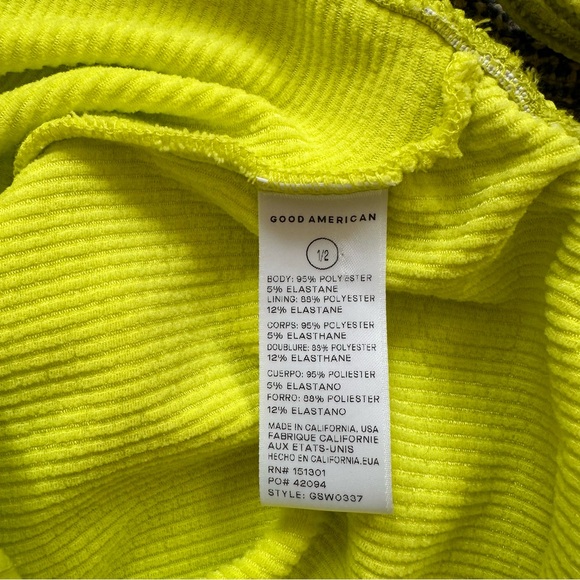 GOOD AMERICAN
1/2
BODY: 95% POLYESTER
5% ELASTANE
LINING: 88% POLYESTER
12% ELASTANE
CORPS: 95% POLYESTER
5% ELASTHANE
DOUBLURE: 88% POLYESTER
12% ELASTHANE
CUERPO: 95% POLIESTER
5% ELASTANO
FORRO: 88% POLIESTER
12% ELASTANO
MADE IN CALIFORNIA, USA
FABRIQUE CALIFORNIE
AUX ETATS-UNIS
HECHO EN CALIFORNIA.EUA
RN# 151301
PO# 42094
STYLE: GSW0337